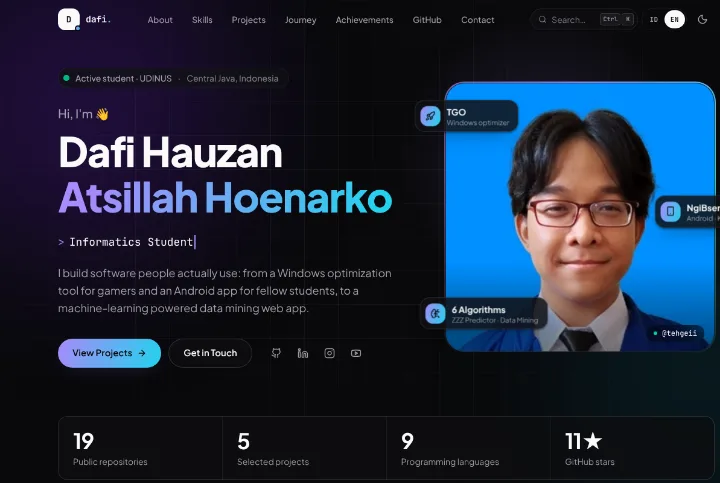 D dafi. About Skills Projects Journey Achievements GitHub Contact Search... Ctrl K ID EN
Active student · UDINUS · Central Java, Indonesia
Hi, I'm 👋
Dafi Hauzan
Atsillah Hoenarko
> Informatics Student
I build software people actually use: from a Windows optimization
tool for gamers and an Android app for fellow students, to a
machine-learning powered data mining web app.
View Projects → Get in Touch
TGO
Windows optimizer
Android ·
6 Algorithms
ZZZ Predictor · Data Mining
@tehgeii
19
Public repositories
5
Selected projects
9
Programming languages
11★
GitHub stars